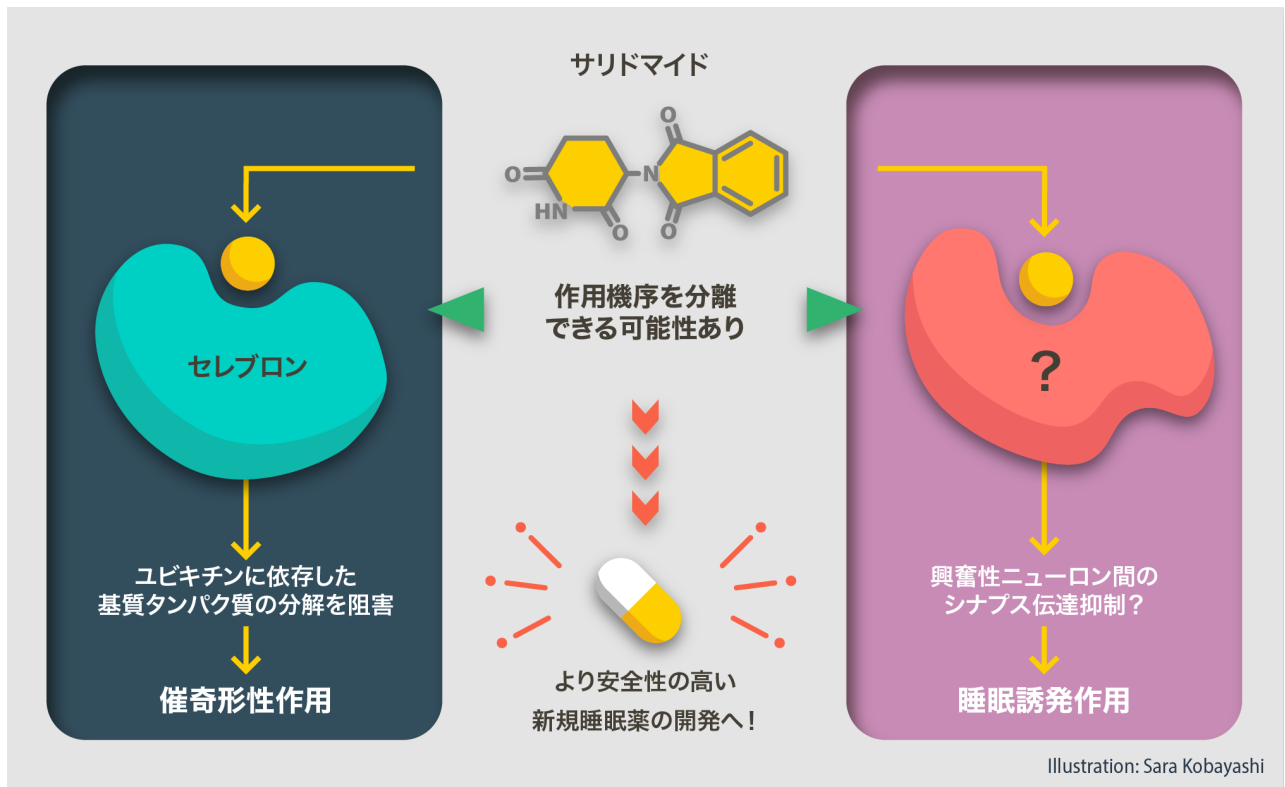 サリドマイド
O
O
N
HN
O
O
作用機序を分離
できる可能性あり
セレブロン
?
ユビキチンに依存した
基質タンパク質の分解を阻害
催奇形性作用
興奮性ニューロン間の
シナプス伝達抑制?
睡眠誘発作用
より安全性の高い
新規睡眠薬の開発へ!
Illustration: Sara Kobayashi